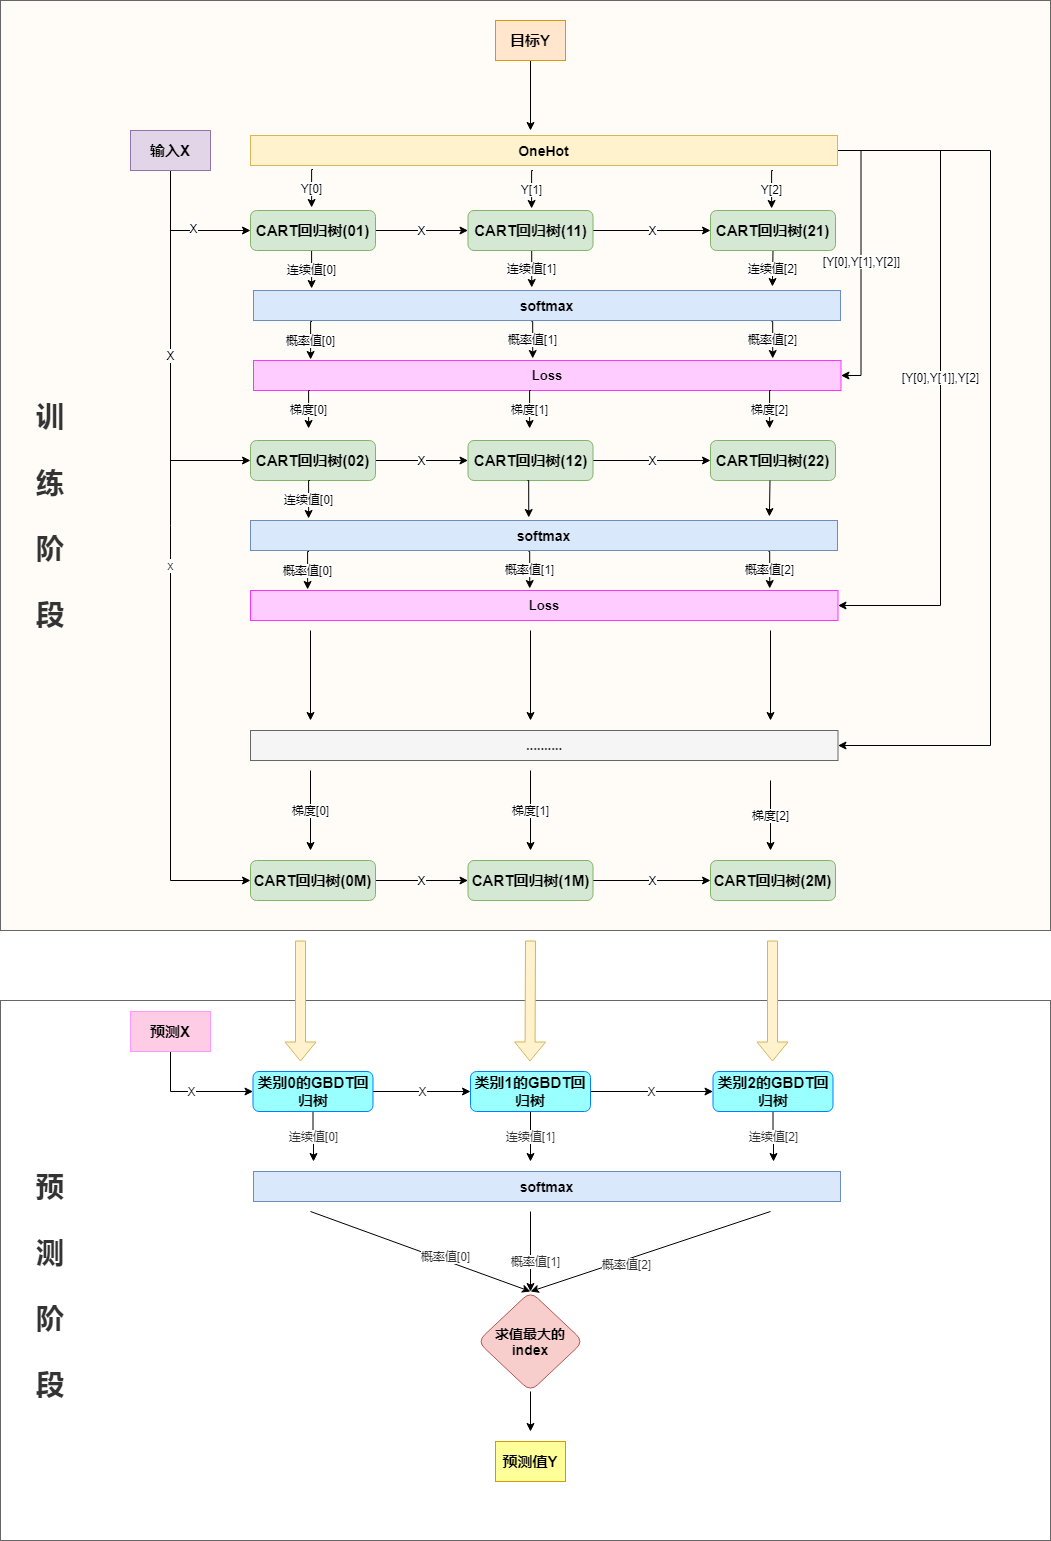 目标Y
输入X
OneHot
Y[0]
Y[1]
Y[2]
X
CART回归树(01)
X
CART回归树(11)
X
CART回归树(21)
连续值[0]
连续值[1]
连续值[2]
[Y[0],Y[1],Y[2]]
softmax
概率值[0]
概率值[1]
概率值[2]
X
Loss
[Y[0],Y[1]],Y[2]
梯度[0]
梯度[1]
梯度[2]
CART回归树(02)
X
CART回归树(12)
X
CART回归树(22)
连续值[0]
softmax
x
概率值[0]
概率值[1]
概率值[2]
Loss
训
练
阶
段
..........
梯度[0]
梯度[1]
梯度[2]
CART回归树(0M)
X
CART回归树(1M)
X
CART回归树(2M)
预测X
X
类别0的GBDT回
归树
X
类别1的GBDT回
归树
X
类别2的GBDT回
归树
连续值[0]
连续值[1]
连续值[2]
softmax
概率值[0]
概率值[1]
概率值[2]
预
测
阶
段
求值最大的
index
预测值Y